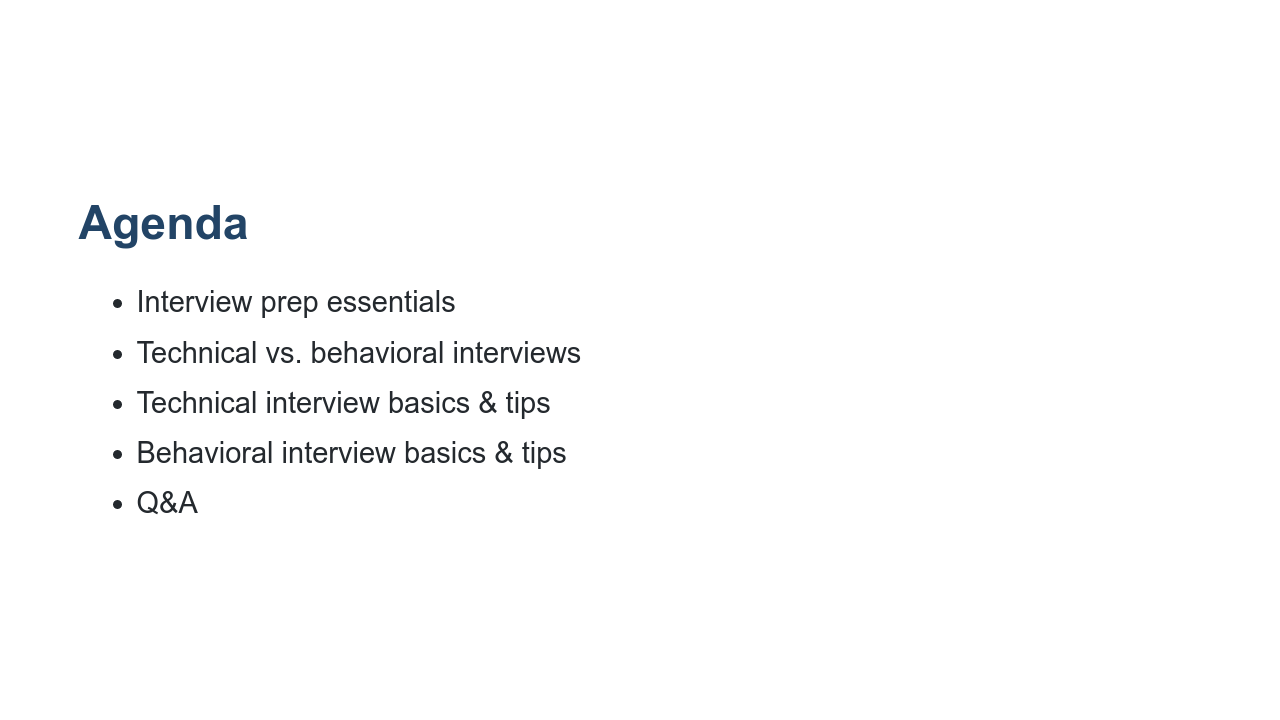 Agenda
• Interview prep essentials
• Technical vs. behavioral interviews
• Technical interview basics & tips
• Behavioral interview basics & tips
• Q&A